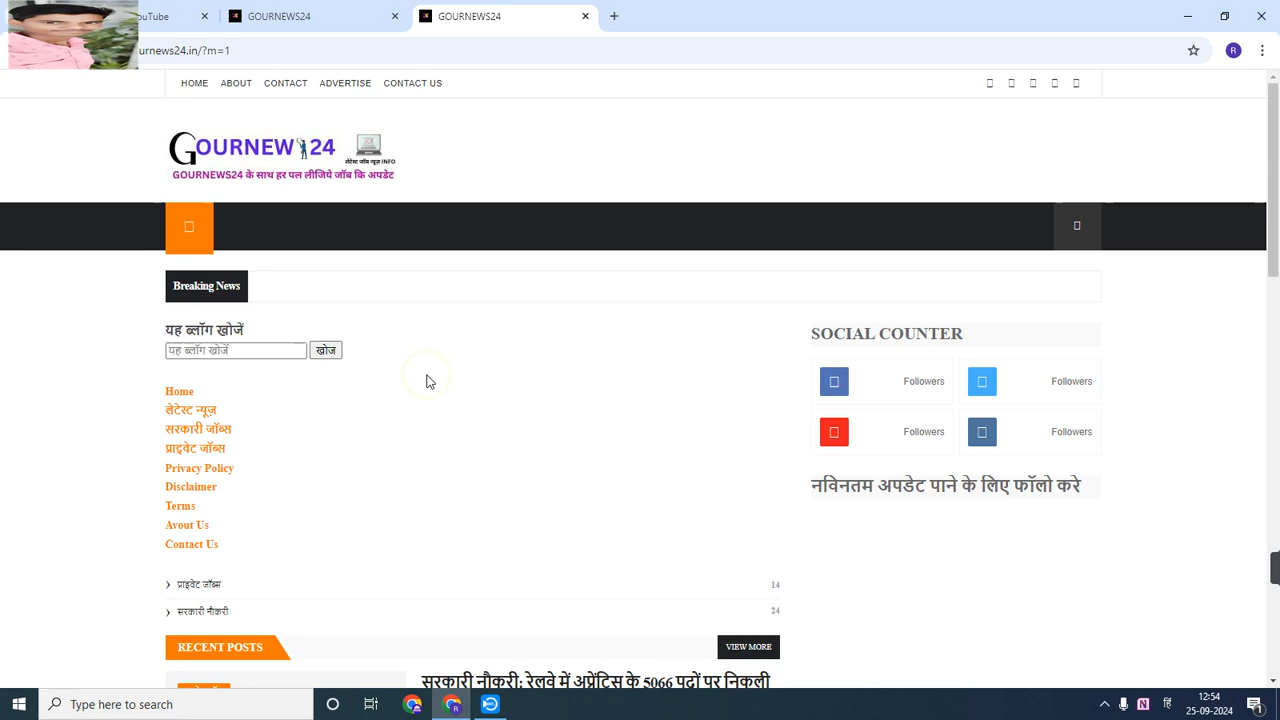 ouTube
GOURNEWS24
GOURNEWS24
urnews24.in/?m=1
R
HOME ABOUT CONTACT ADVERTISE CONTACT US
GOURNEW 24
लेटेस्ट जॉब न्यूज़ INFO
GOURNEWS24 के साथ हर पल लीजिये जॉब कि अपडेट
Breaking News
यह ब्लॉग खोजें
यह ब्लॉग खोजें खोज
Home
लेटेस्ट न्यूज़
सरकारी जॉब्स
प्राइवेट जॉब्स
Privacy Policy
Disclaimer
Terms
Avout Us
Contact Us
प्राइवेट जॉब्स 14
सरकारी नौकरी 24
RECENT POSTS VIEW MORE
सरकारी नौकरी: रेलवे में अप्रेंटिस के 5066 पदों पर निकली
SOCIAL COUNTER
Followers Followers
Followers Followers
नविनतम अपडेट पाने के लिए फॉलो करे
Type here to search
12:54
25-09-2024